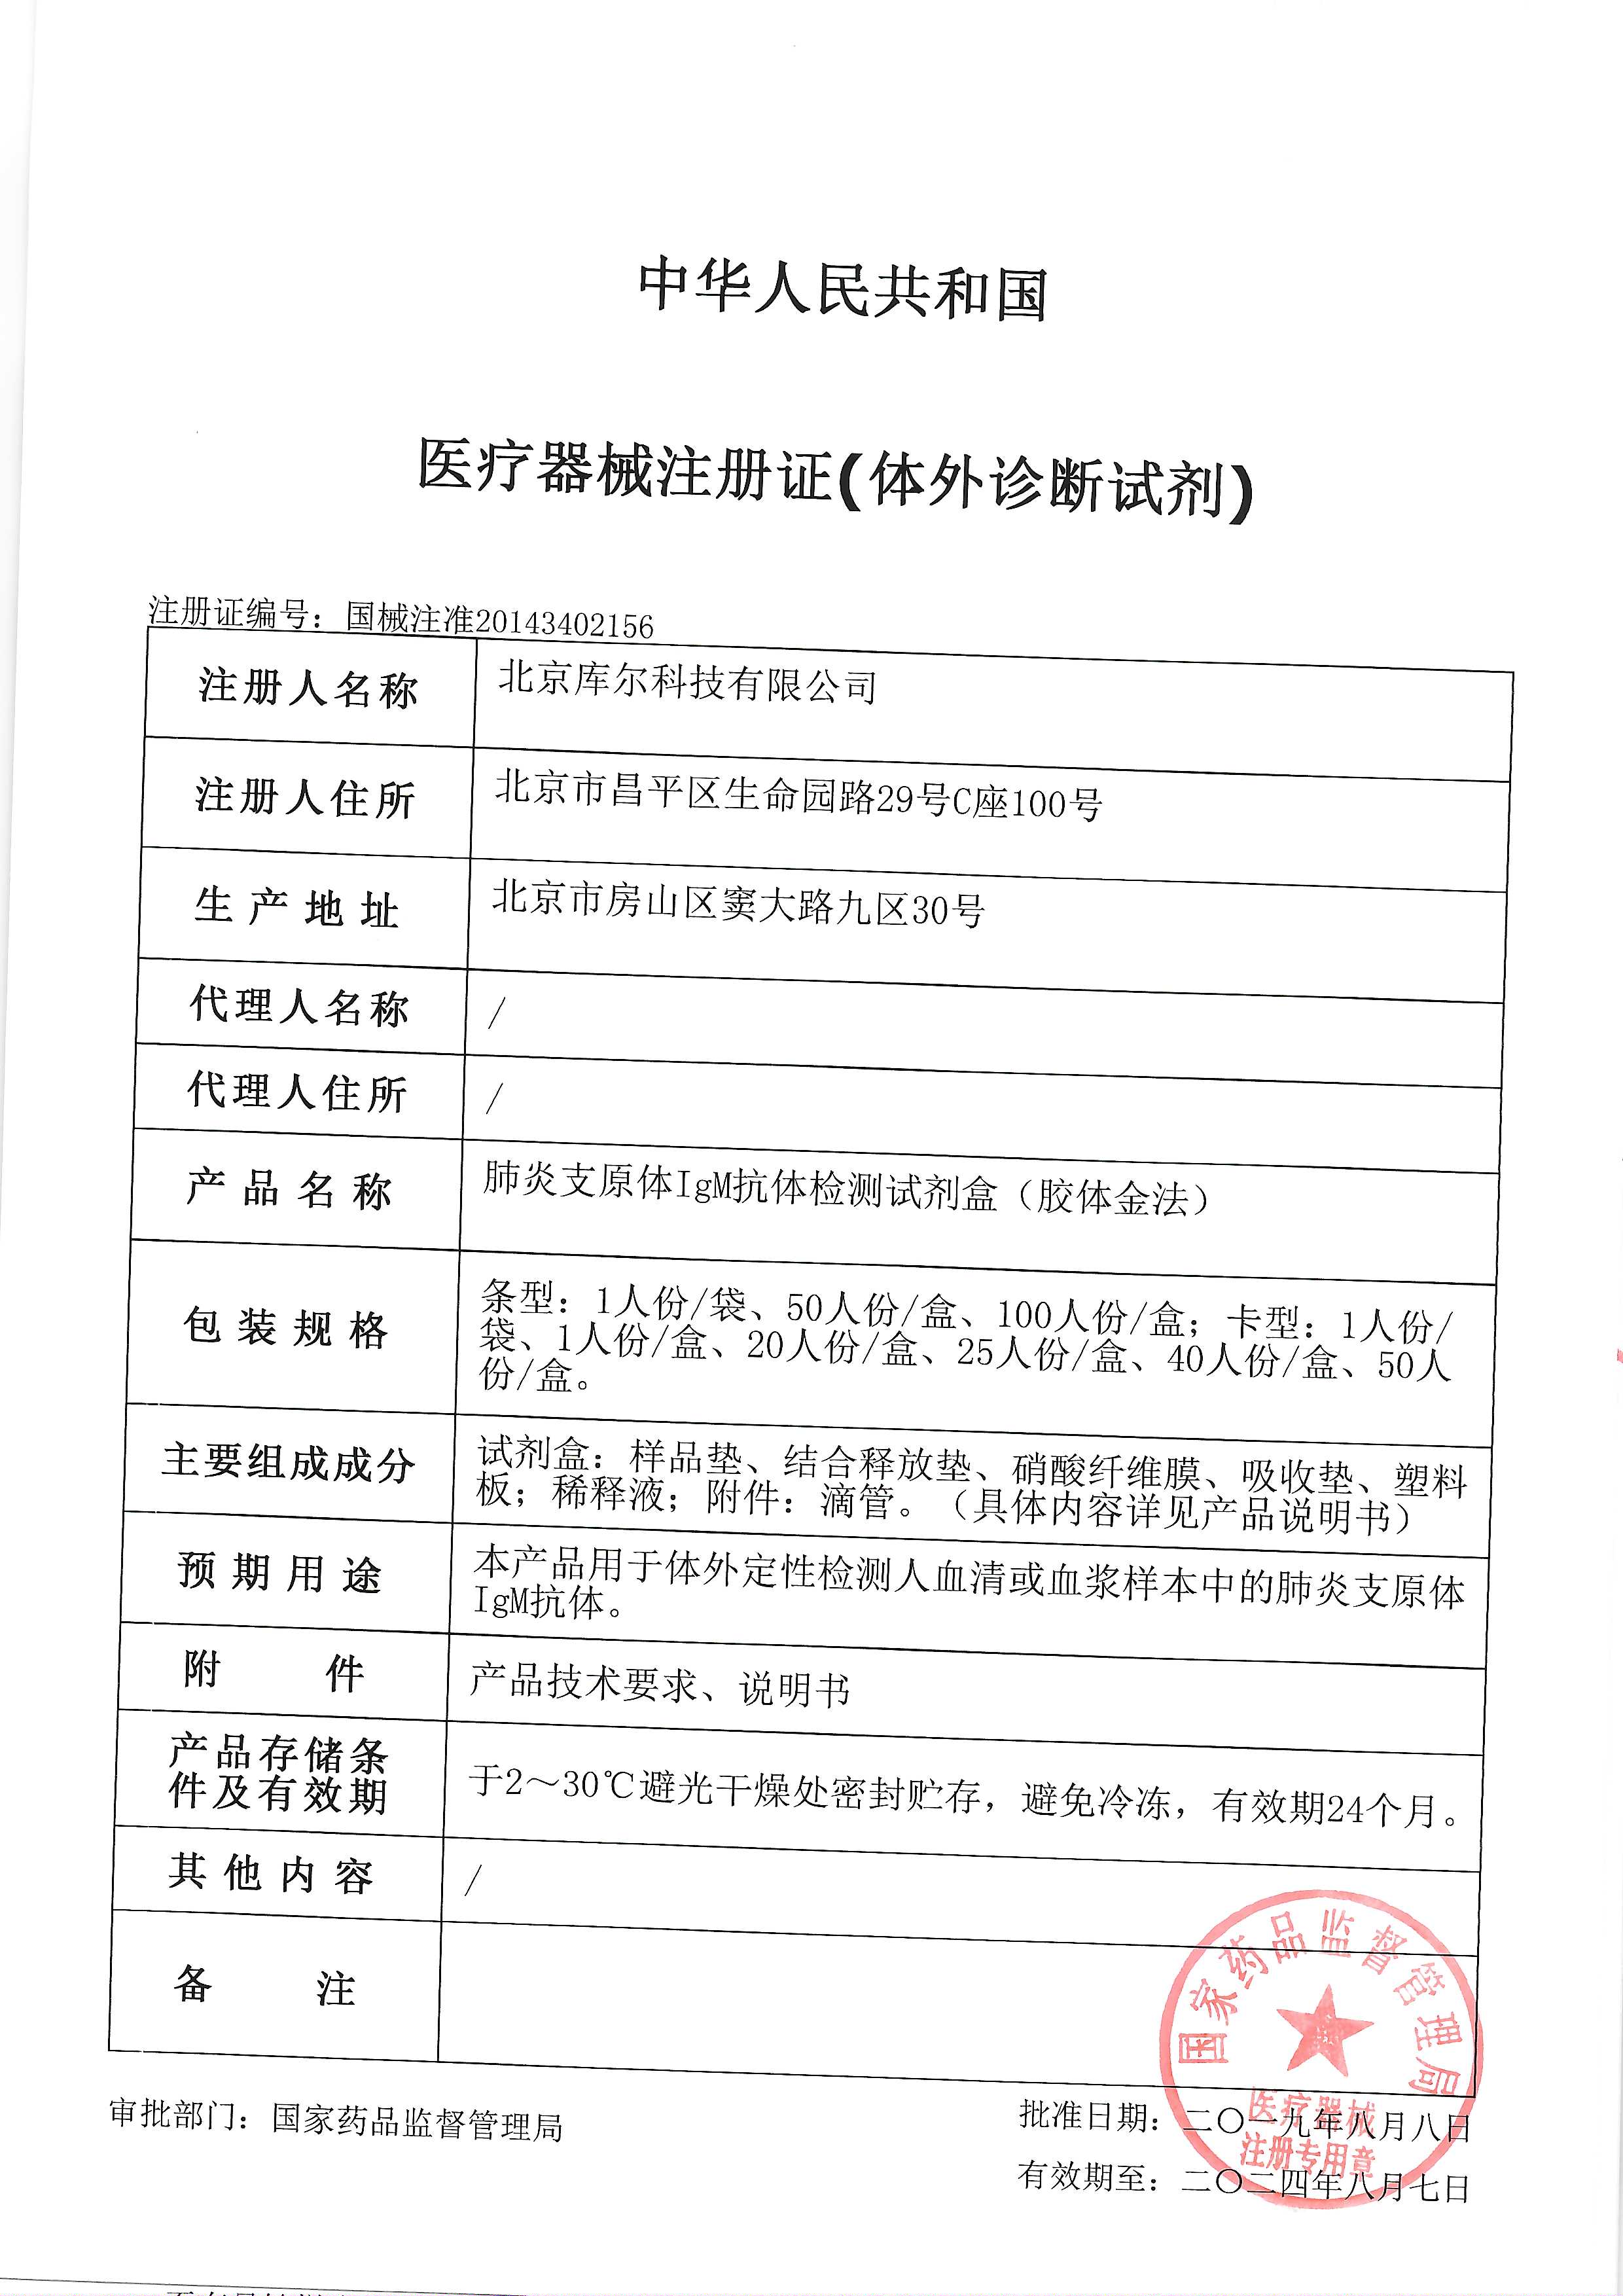 中华人民共和国
医疗器械注册证(体外诊断试剂)
注册证编号：国械注准20143402156
注册人名称
北京库尔科技有限公司
注册人住所
北京市昌平区生命园路29号C座100号
生产地址
北京市房山区窦大路九区30号
代理人名称
/
代理人住所
/
产品名称
肺炎支原体IgM抗体检测试剂盒（胶体金法）
包装规格
条型：1人份/袋、50人份/盒、100人份/盒；卡型：1人份/
袋、1人份/盒、20人份/盒、25人份/盒、40人份/盒、50人
份/盒。
主要组成成分
试剂盒：样品垫、结合释放垫、硝酸纤维膜、吸收垫、塑料
板；稀释液；附件：滴管。（具体内容详见产品说明书）
预期用途
本产品用于体外定性检测人血清或血浆样本中的肺炎支原体
IgM抗体。
附件
产品技术要求、说明书
产品存储条
件及有效期
于2～30℃避光干燥处密封贮存，避免冷冻，有效期24个月。
其他内容
/
备注
国家药品监督管理局
医疗器械
注册专用章
审批部门：国家药品监督管理局
批准日期：二〇一九年八月八日
有效期至：二〇二四年八月七日